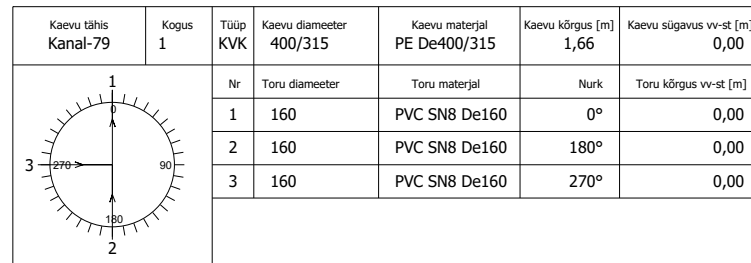 Kaevu tähis Kogus Tüüp Kaevu diameeter Kaevu materjal Kaevu kõrgus [m] Kaevu sügavus vv-st [m]
Kanal-79 1 KVK 400/315 PE De400/315 1,66 0,00
Nr Toru diameeter Toru materjal Nurk Toru kõrgus vv-st [m]
1 160 PVC SN8 De160 0° 0,00
2 160 PVC SN8 De160 180° 0,00
3 160 PVC SN8 De160 270° 0,00
1
0
3 270 90
180
2